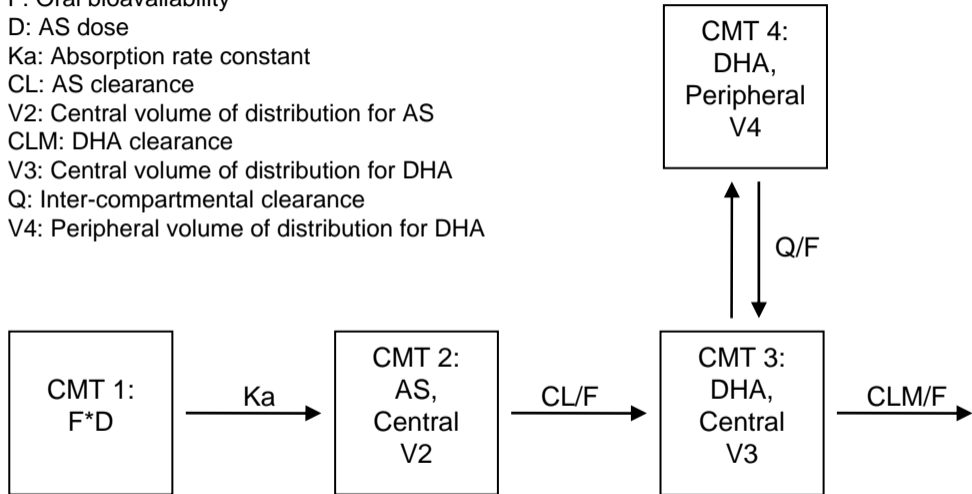 F: Oral bioavailability
D: AS dose
Ka: Absorption rate constant
CL: AS clearance
V2: Central volume of distribution for AS
CLM: DHA clearance
V3: Central volume of distribution for DHA
Q: Inter-compartmental clearance
V4: Peripheral volume of distribution for DHA
CMT 4:
DHA,
Peripheral
V4
Q/F
CMT 1:
F*D
Ka
CMT 2:
AS,
Central
V2
CL/F
CMT 3:
DHA,
Central
V3
CLM/F